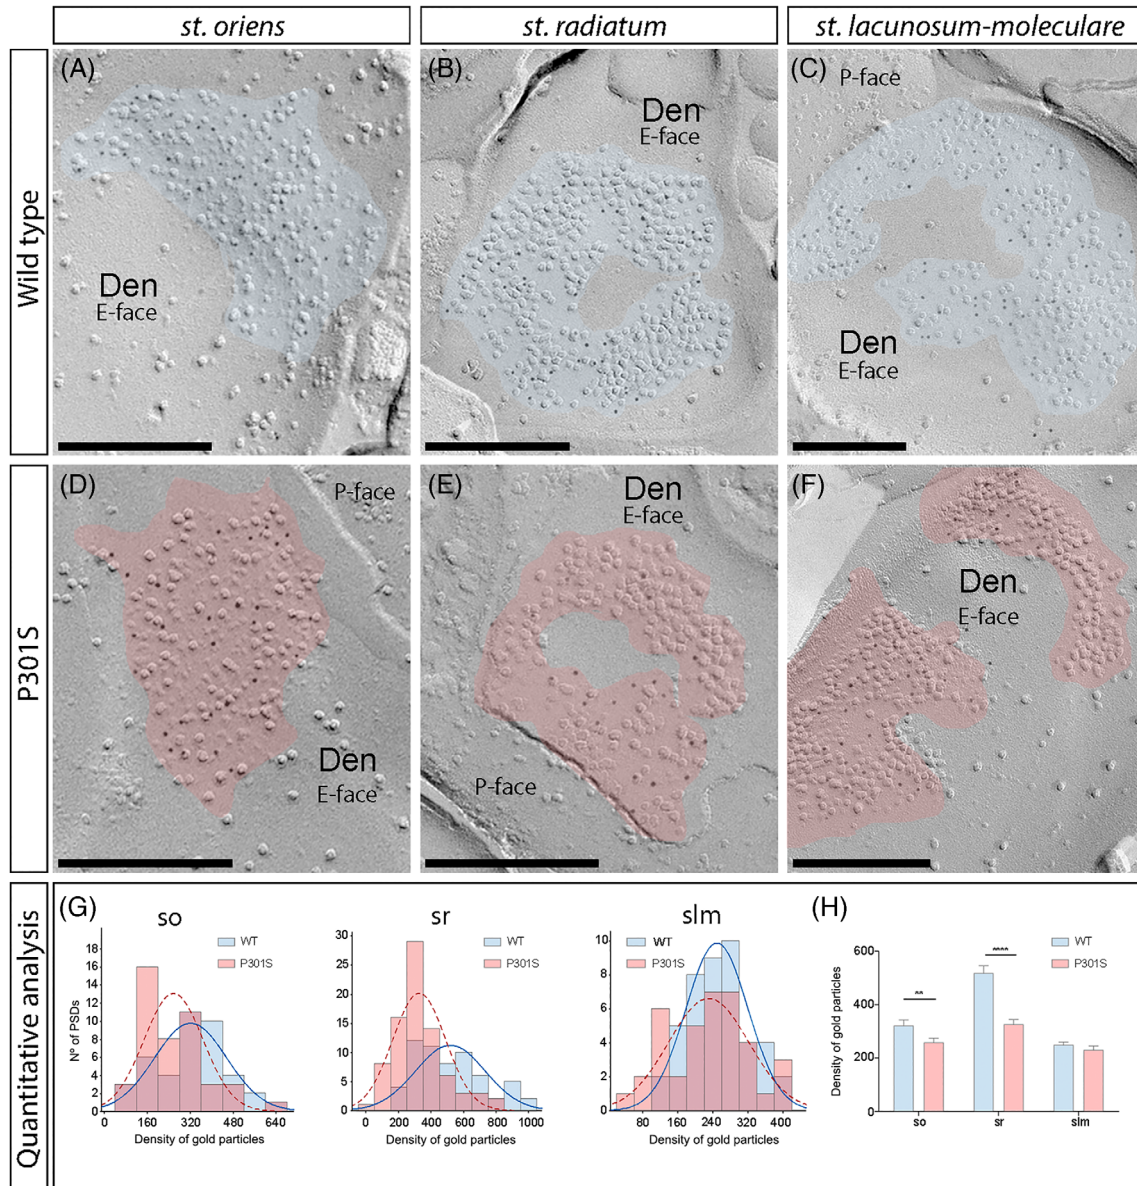 st. oriens
st. radiatum
st. lacunosum-moleculare
Wild type
(A)
Den
E-face
(B)
Den
E-face
(C)
P-face
Den
E-face
P301S
(D)
P-face
Den
E-face
(E)
Den
E-face
P-face
(F)
Den
E-face
Quantitative analysis
(G)
so
WT
P301S
Nº of PSDs
18
16
14
12
10
8
6
4
2
0
0 160 320 480 640
Density of gold particles
sr
WT
P301S
30
25
20
15
10
5
0
0 200 400 600 800 1000
Density of gold particles
slm
WT
P301S
10
8
6
4
2
0
80 160 240 320 400
Density of gold particles
(H)
WT
P301S
Density of gold particles
600
400
200
0
**
****
so sr slm